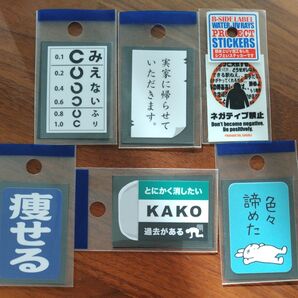 0.1
0.2
0.4
0.6
0.8
1.0
みえない
ふり
実家に帰らせて
いただきます。
B-SIDE LABEL
WATER & UV RAYS
PROTECT
STICKERS
ネガティブ禁止
Don't become negative.
Be positively.
痩せる
とにかく消したい
KAKO
過去がある
色々
諦めた